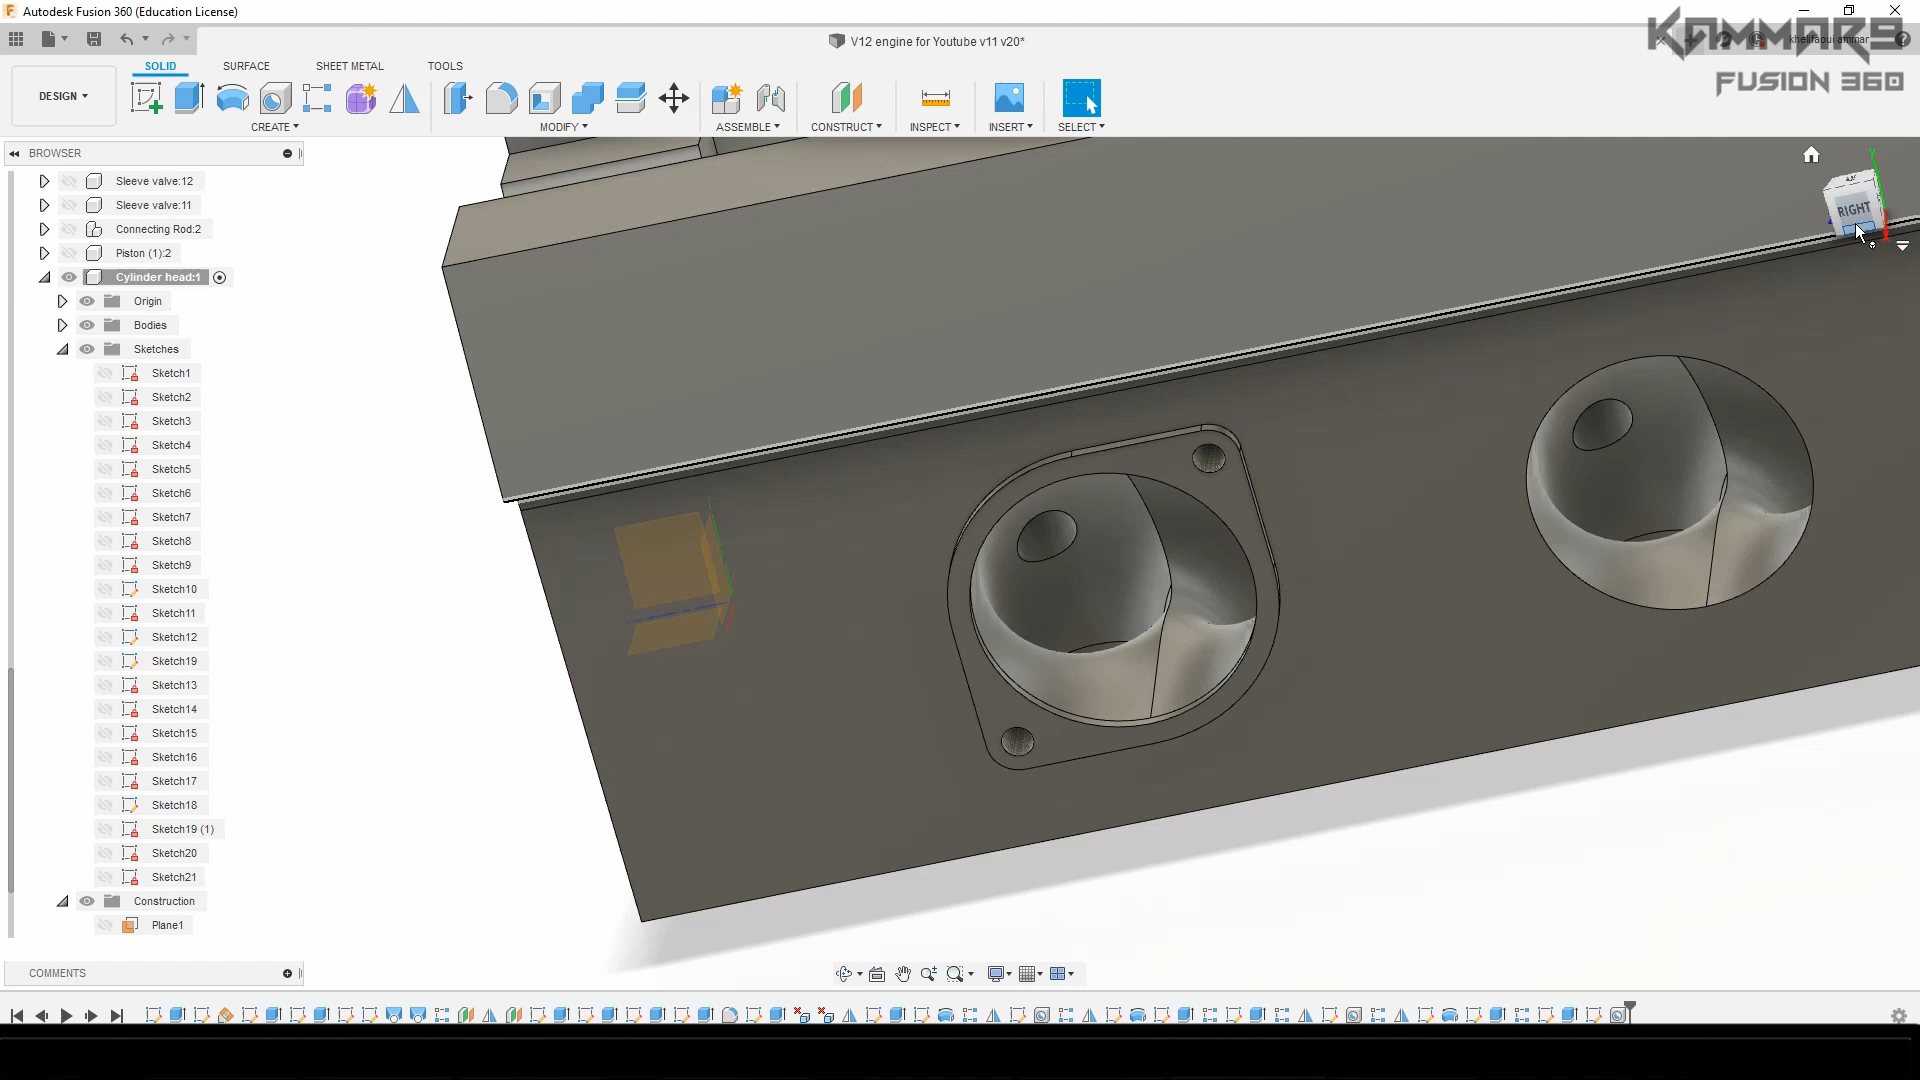 Autodesk Fusion 360 (Education License)
V12 engine for Youtube v11 v20*
khelifaoui ammar
KAMMAR9
FUSION 360
DESIGN
SOLID
SURFACE
SHEET METAL
TOOLS
CREATE
MODIFY
ASSEMBLE
CONSTRUCT
INSPECT
INSERT
SELECT
BROWSER
Sleeve valve:12
Sleeve valve:11
Connecting Rod:2
Piston (1):2
Cylinder head:1
Origin
Bodies
Sketches
Sketch1
Sketch2
Sketch3
Sketch4
Sketch5
Sketch6
Sketch7
Sketch8
Sketch9
Sketch10
Sketch11
Sketch12
Sketch19
Sketch13
Sketch14
Sketch15
Sketch16
Sketch17
Sketch18
Sketch19 (1)
Sketch20
Sketch21
Construction
Plane1
COMMENTS
Y
RIGHT